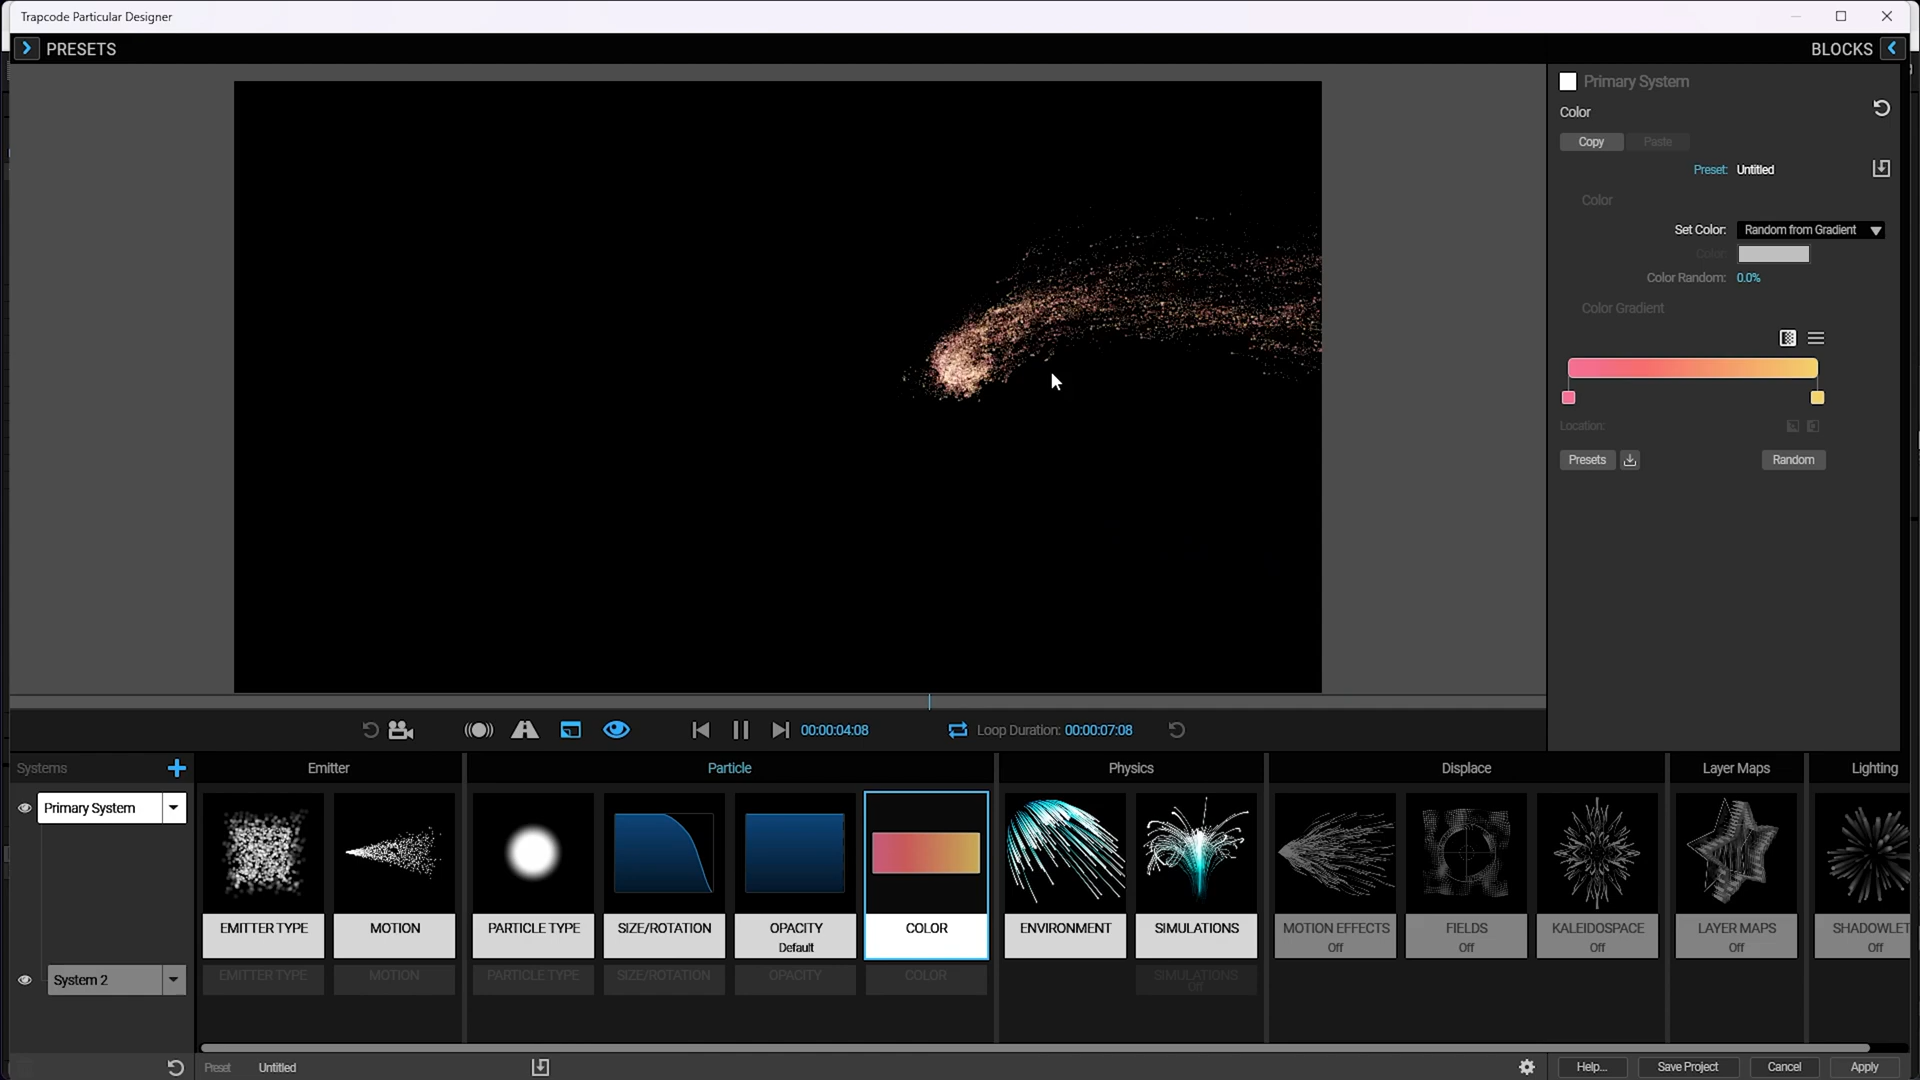 Trapcode Particular Designer
PRESETS
BLOCKS
Primary System
Color
Copy
Paste
Preset: Untitled
Color
Set Color: Random from Gradient
Color:
Color Random: 0.0%
Color Gradient
Location:
Presets
Random
00:00:04:08
Loop Duration: 00:00:07:08
Systems
Emitter
Particle
Physics
Displace
Layer Maps
Lighting
Primary System
EMITTER TYPE
MOTION
PARTICLE TYPE
SIZE/ROTATION
OPACITY
Default
COLOR
ENVIRONMENT
SIMULATIONS
MOTION EFFECTS
Off
FIELDS
Off
KALEIDOSPACE
Off
LAYER MAPS
Off
SHADOWLET
Off
System 2
EMITTER TYPE
MOTION
PARTICLE TYPE
SIZE/ROTATION
OPACITY
COLOR
SIMULATIONS
Off
Preset
Untitled
Help...
Save Project
Cancel
Apply